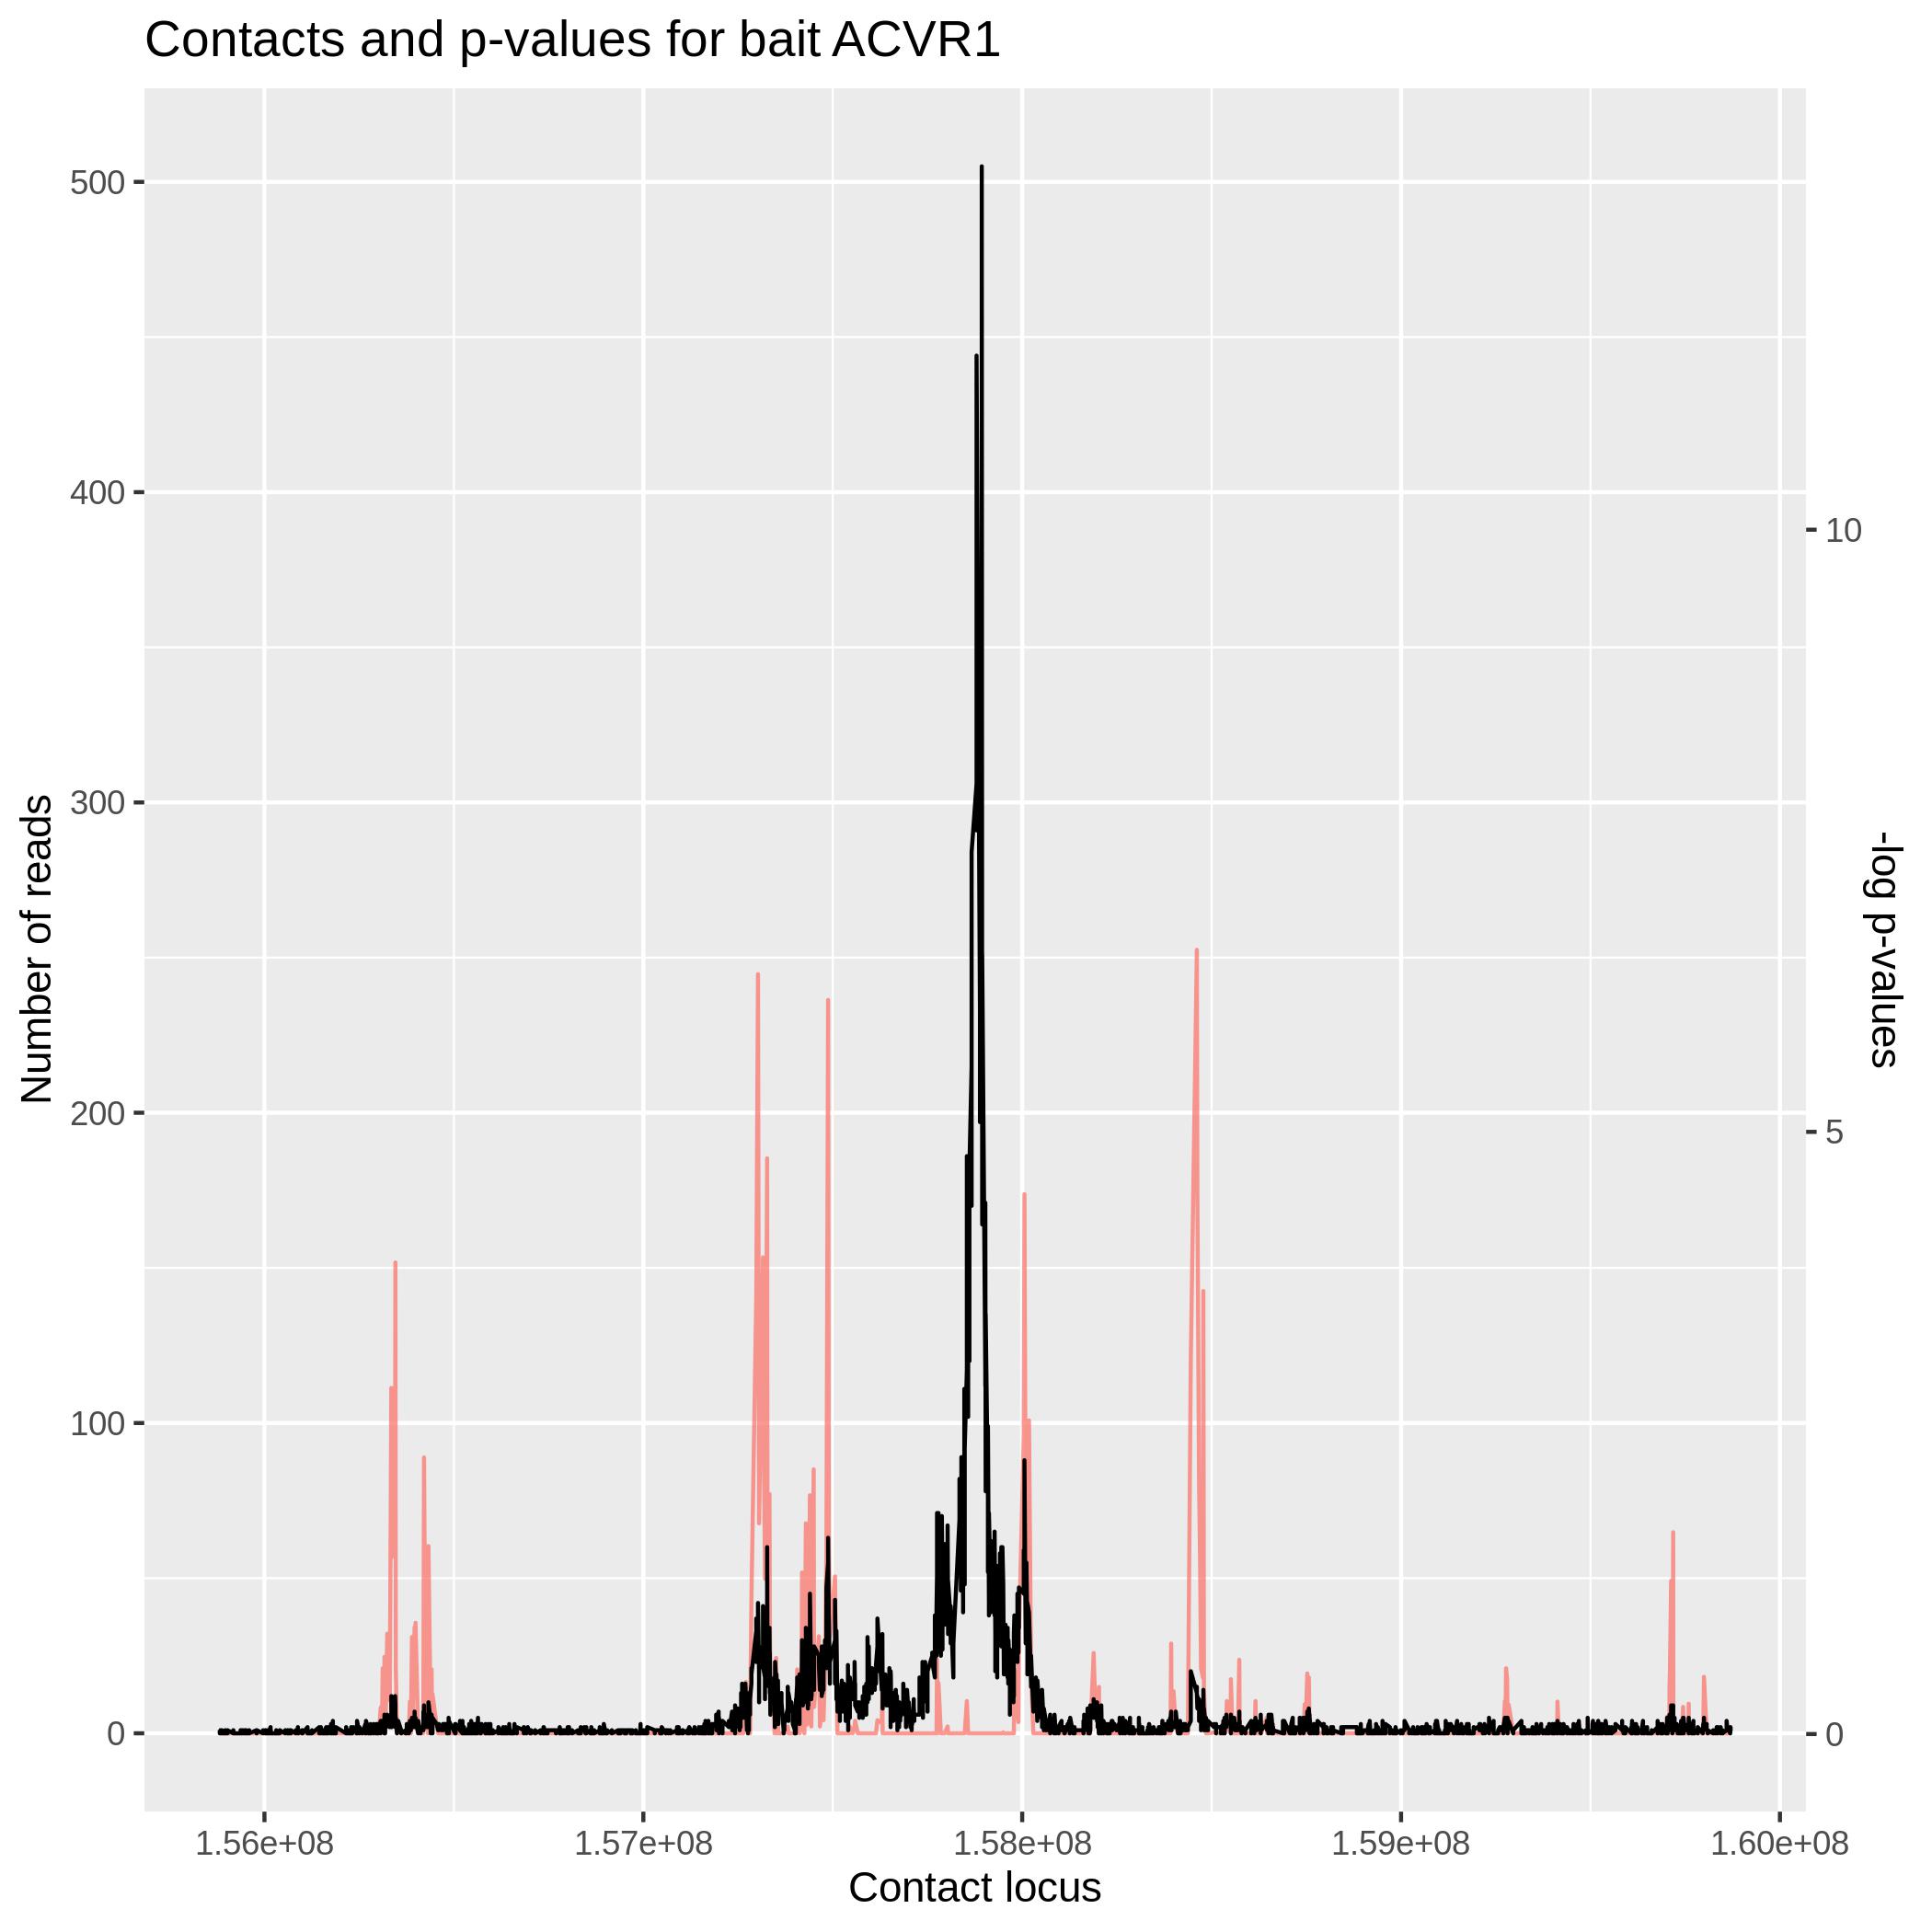 Contacts and p-values for bait ACVR1
500
400
300
200
100
0
Number of reads
10
5
0
-log p-values
1.56e+08
1.57e+08
1.58e+08
1.59e+08
1.60e+08
Contact locus